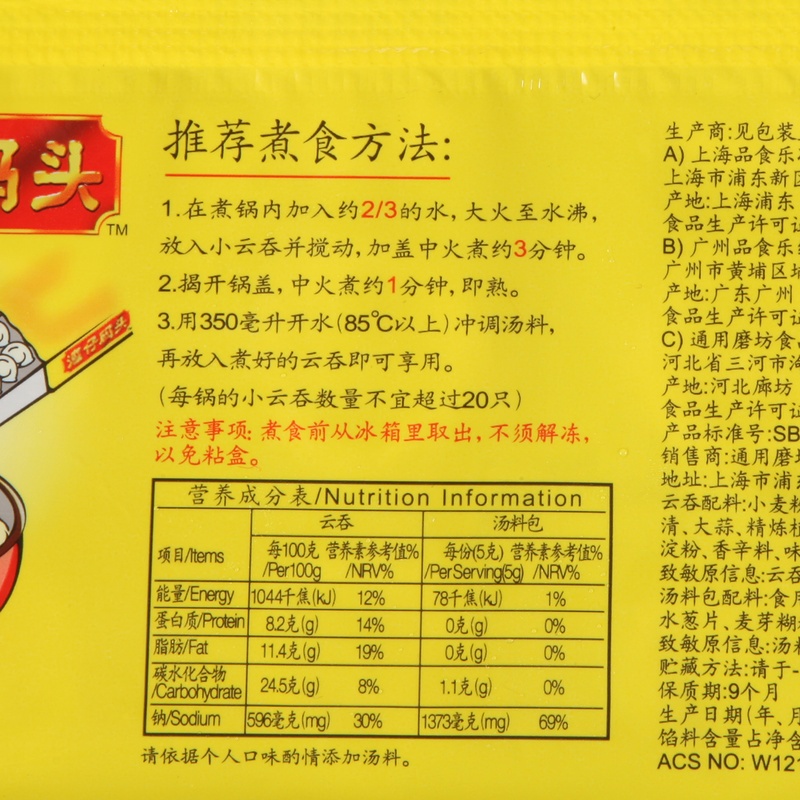 码头
TM
湾仔码头
推荐煮食方法:
1.在煮锅内加入约2/3的水,大火至水沸,
放入小云吞并搅动,加盖中火煮约3分钟。
2.揭开锅盖,中火煮约1分钟,即熟。
3.用350毫升开水(85℃以上)冲调汤料,
再放入煮好的云吞即可享用。
(每锅的小云吞数量不宜超过20只)
注意事项:煮食前从冰箱里取出,不须解冻,
以免粘盒。
营养成分表/Nutrition Information
云吞 汤料包
项目/Items 每100克/Per100g 营养素参考值%/NRV% 每份(5克)/PerServing(5g) 营养素参考值%/NRV%
能量/Energy 1044千焦(kJ) 12% 78千焦(kJ) 1%
蛋白质/Protein 8.2克(g) 14% 0克(g) 0%
脂肪/Fat 11.4克(g) 19% 0克(g) 0%
碳水化合物/Carbohydrate 24.5克(g) 8% 1.1克(g) 0%
钠/Sodium 596毫克(mg) 30% 1373毫克(mg) 69%
请依据个人口味酌情添加汤料。
生产商:见包装
A) 上海品食乐
上海市浦东新区
产地:上海浦东
食品生产许可证
B) 广州品食乐
广州市黄埔区
产地:广东广州
食品生产许可证
C) 通用磨坊食品
河北省三河市
产地:河北廊坊
食品生产许可证
产品标准号:SB
销售商:通用磨坊
地址:上海市浦东
云吞配料:小麦粉
清、大蒜、精炼植
淀粉、香辛料、味
致敏原信息:云吞
汤料包配料:食用
水葱片、麦芽糊
致敏原信息:汤料
贮藏方法:请于-
保质期:9个月
生产日期(年、月
馅料含量占净含
ACS NO: W121